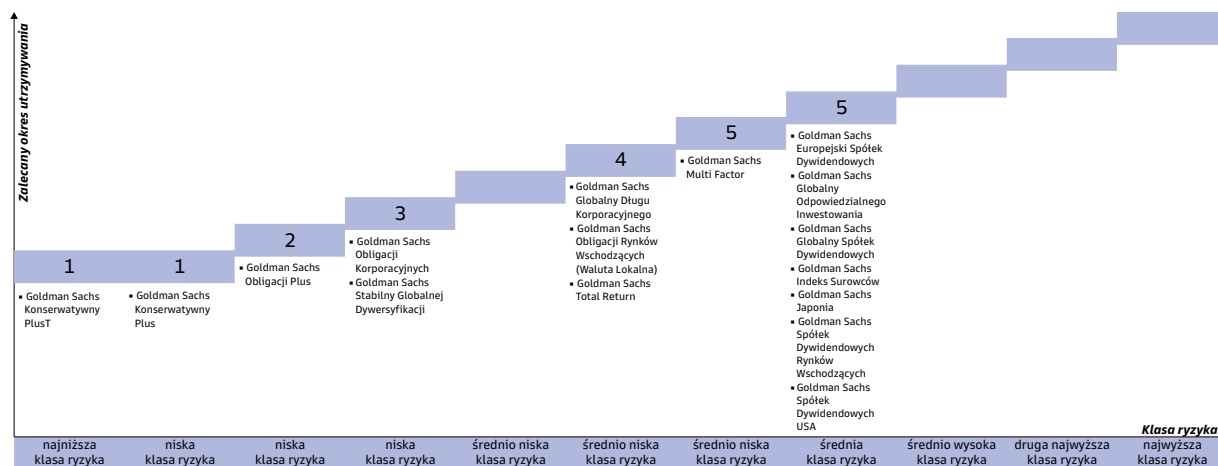 Zalecany okres utrzymywania
1
▪ Goldman Sachs
Konserwatywny
PlusT
1
▪ Goldman Sachs
Konserwatywny
Plus
2
▪ Goldman Sachs
Obligacji Plus
3
▪ Goldman Sachs
Obligacji
Korporacyjnych
▪ Goldman Sachs
Stabilny Globalnej
Dywersyfikacji
4
▪ Goldman Sachs
Globalny Długu
Korporacyjnego
▪ Goldman Sachs
Obligacji Rynków
Wschodzących
(Waluta Lokalna)
▪ Goldman Sachs
Total Return
5
▪ Goldman Sachs
Multi Factor
5
▪ Goldman Sachs
Europejski Spółek
Dywidendowych
▪ Goldman Sachs
Globalny
Odpowiedzialnego
Inwestowania
▪ Goldman Sachs
Globalny Spółek
Dywidendowych
▪ Goldman Sachs
Indeks Surowców
▪ Goldman Sachs
Japonia
▪ Goldman Sachs
Spółek
Dywidendowych
Rynków
Wschodzących
▪ Goldman Sachs
Spółek
Dywidendowych
USA
Klasa ryzyka
najniższa
klasa ryzyka
niska
klasa ryzyka
niska
klasa ryzyka
niska
klasa ryzyka
średnio niska
klasa ryzyka
średnio niska
klasa ryzyka
średnio niska
klasa ryzyka
średnia
klasa ryzyka
średnio wysoka
klasa ryzyka
druga najwyższa
klasa ryzyka
najwyższa
klasa ryzyka